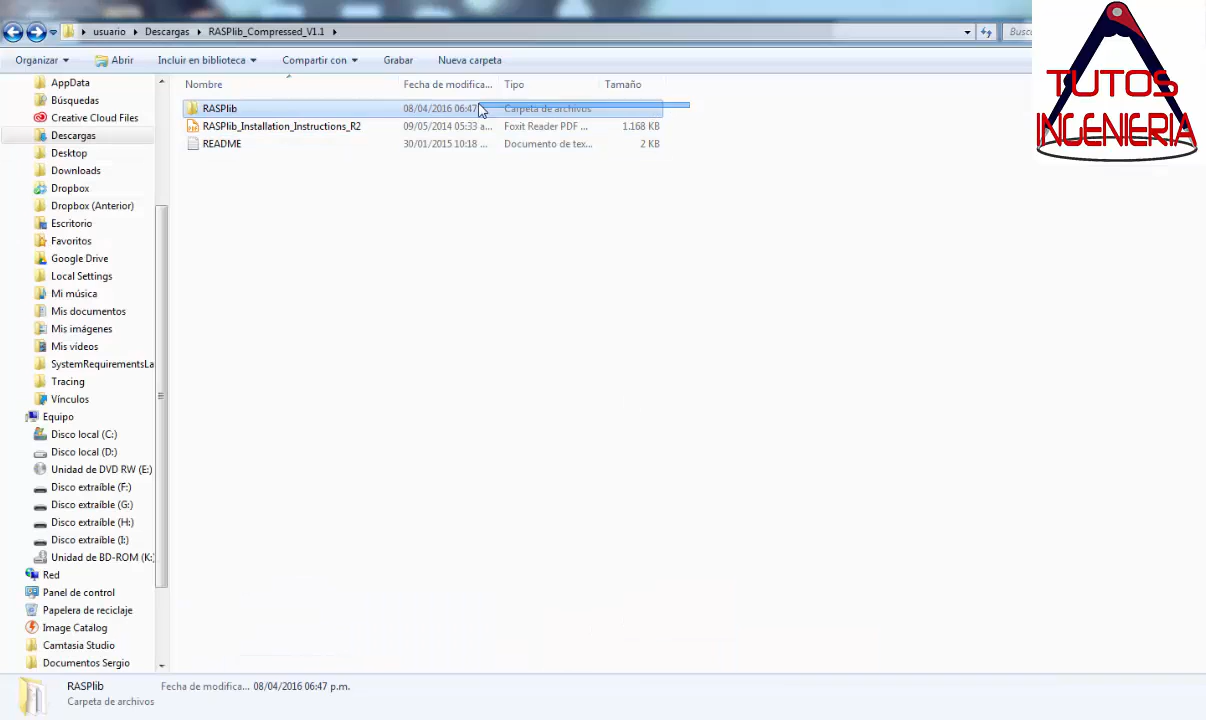 usuario ▸ Descargas ▸ RASPlib_Compressed_V1.1 ▸
Busc
Organizar Abrir Incluir en biblioteca Compartir con Grabar Nueva carpeta
Nombre Fecha de modifica... Tipo Tamaño
RASPlib 08/04/2016 06:47 Carpeta de archivos
RASPlib_Installation_Instructions_R2 09/05/2014 05:33 a... Foxit Reader PDF ... 1.168 KB
README 30/01/2015 10:18 ... Documento de tex... 2 KB
AppData
Búsquedas
Creative Cloud Files
Descargas
Desktop
Downloads
Dropbox
Dropbox (Anterior)
Escritorio
Favoritos
Google Drive
Local Settings
Mi música
Mis documentos
Mis imágenes
Mis vídeos
SystemRequirementsLa
Tracing
Vínculos
Equipo
Disco local (C:)
Disco local (D:)
Unidad de DVD RW (E:)
Disco extraíble (F:)
Disco extraíble (G:)
Disco extraíble (H:)
Disco extraíble (I:)
Unidad de BD-ROM (K:)
Red
Panel de control
Papelera de reciclaje
Image Catalog
Camtasia Studio
Documentos Sergio
RASPlib Fecha de modifica... 08/04/2016 06:47 p.m.
Carpeta de archivos
TUTOS
INGENIERIA